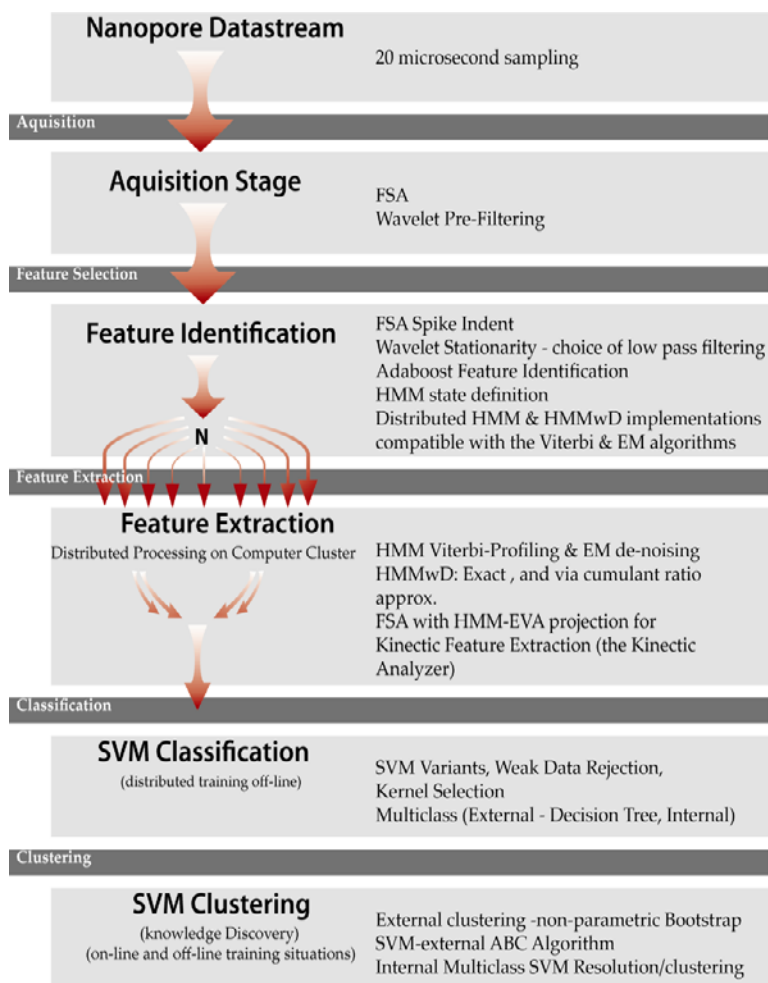 Nanopore Datastream
20 microsecond sampling
Aquisition
Aquisition Stage
FSA
Wavelet Pre-Filtering
Feature Selection
Feature Identification
FSA Spike Indent
Wavelet Stationarity - choice of low pass filtering
Adaboost Feature Identification
HMM state definition
Distributed HMM & HMMwD implementations
compatible with the Viterbi & EM algorithms
N
Feature Extraction
Feature Extraction
Distributed Processing on Computer Cluster
HMM Viterbi-Profiling & EM de-noising
HMMwD: Exact , and via cumulant ratio
approx.
FSA with HMM-EVA projection for
Kinectic Feature Extraction (the Kinectic
Analyzer)
Classification
SVM Classification
(distributed training off-line)
SVM Variants, Weak Data Rejection,
Kernel Selection
Multiclass (External - Decision Tree, Internal)
Clustering
SVM Clustering
(knowledge Discovery)
(on-line and off-line training situations)
External clustering -non-parametric Bootstrap
SVM-external ABC Algorithm
Internal Multiclass SVM Resolution/clustering